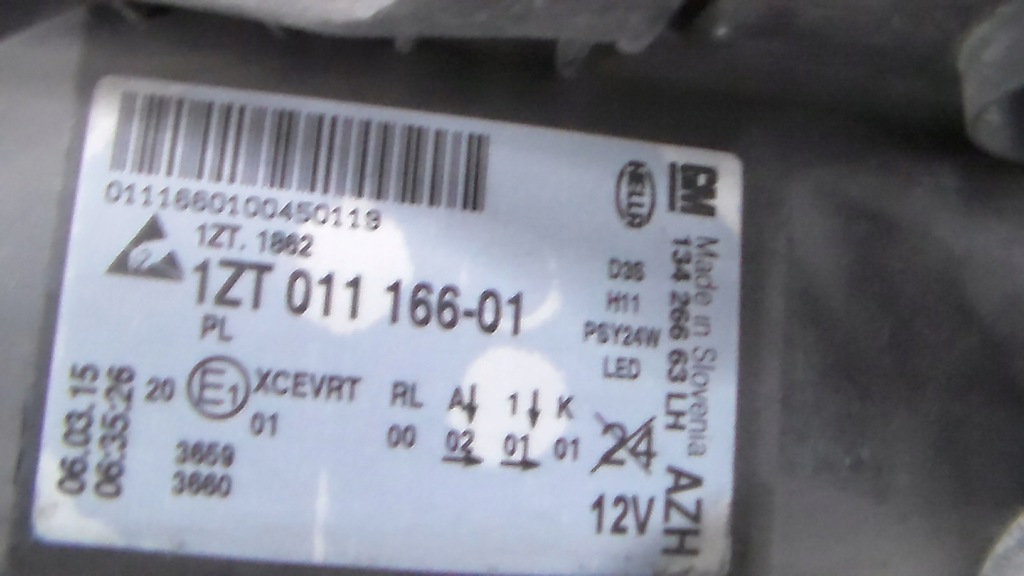 0111660100450119
1ZT. 1862
2
1ZT 011 166-01
PL
HELLA
GM
Made in Slovenia
134 266 63 LH AZH
D3S
H11
PSY24W
LED
06.03.15
06:35:26
20 E1 XCEVRT RL A↓ 1↓ K
01 00 02 01 01
3659
3660
24
12V